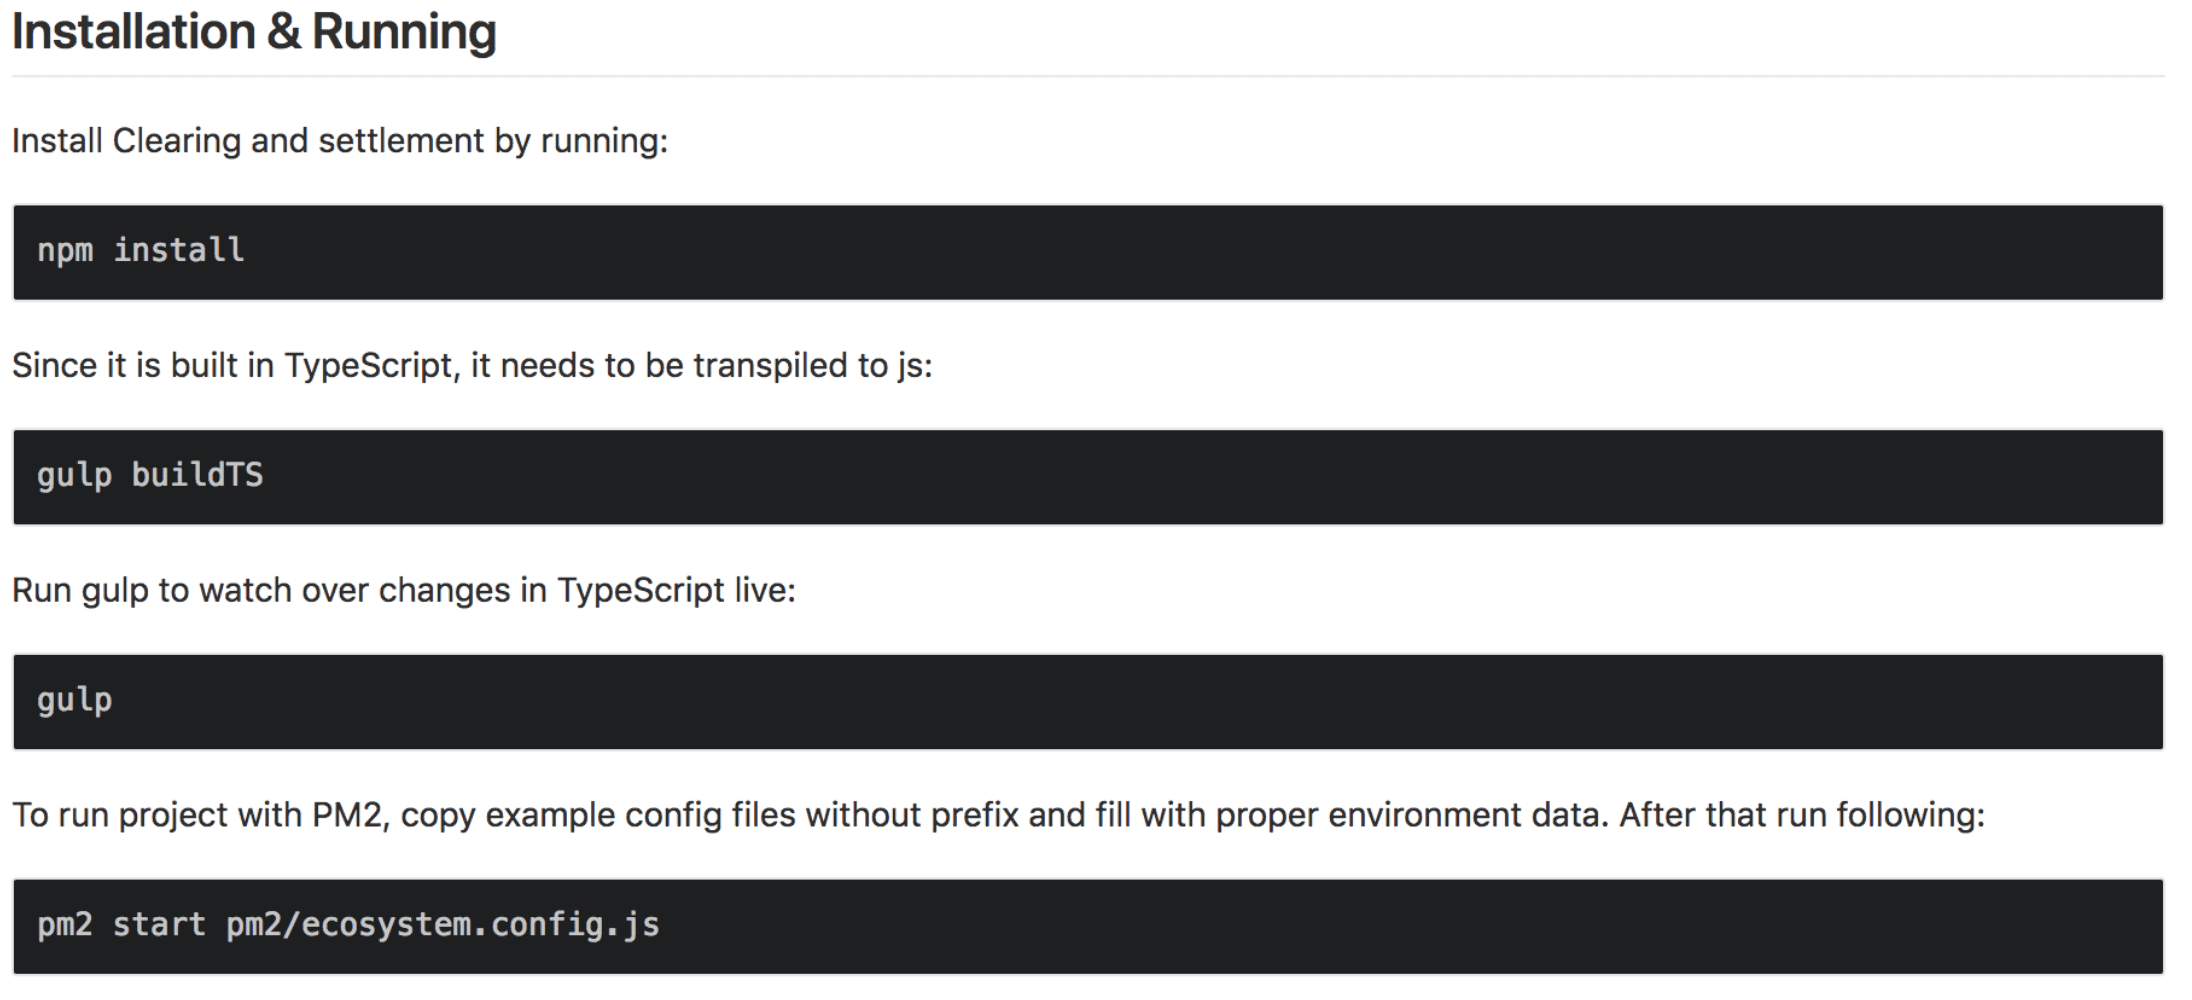 Installation & Running
Install Clearing and settlement by running:
npm install
Since it is built in TypeScript, it needs to be transpiled to js:
gulp buildTS
Run gulp to watch over changes in TypeScript live:
gulp
To run project with PM2, copy example config files without prefix and fill with proper environment data. After that run following:
pm2 start pm2/ecosystem.config.js